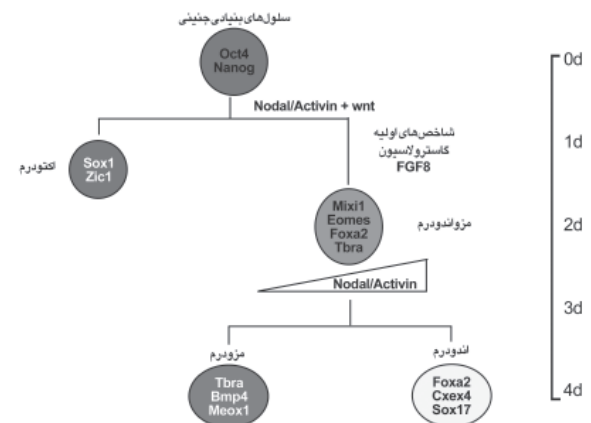 سلول‌های بنیادی جنینی
Oct4
Nanog
0d
Nodal/Activin + wnt
شاخص‌های اولیه
گاسترولاسیون
FGF8
1d
اکتودرم
Sox1
Zic1
Mixi1
Eomes
Foxa2
Tbra
مزواندودرم
2d
Nodal/Activin
3d
مزودرم
اندودرم
Tbra
Bmp4
Meox1
Foxa2
Cxex4
Sox17
4d